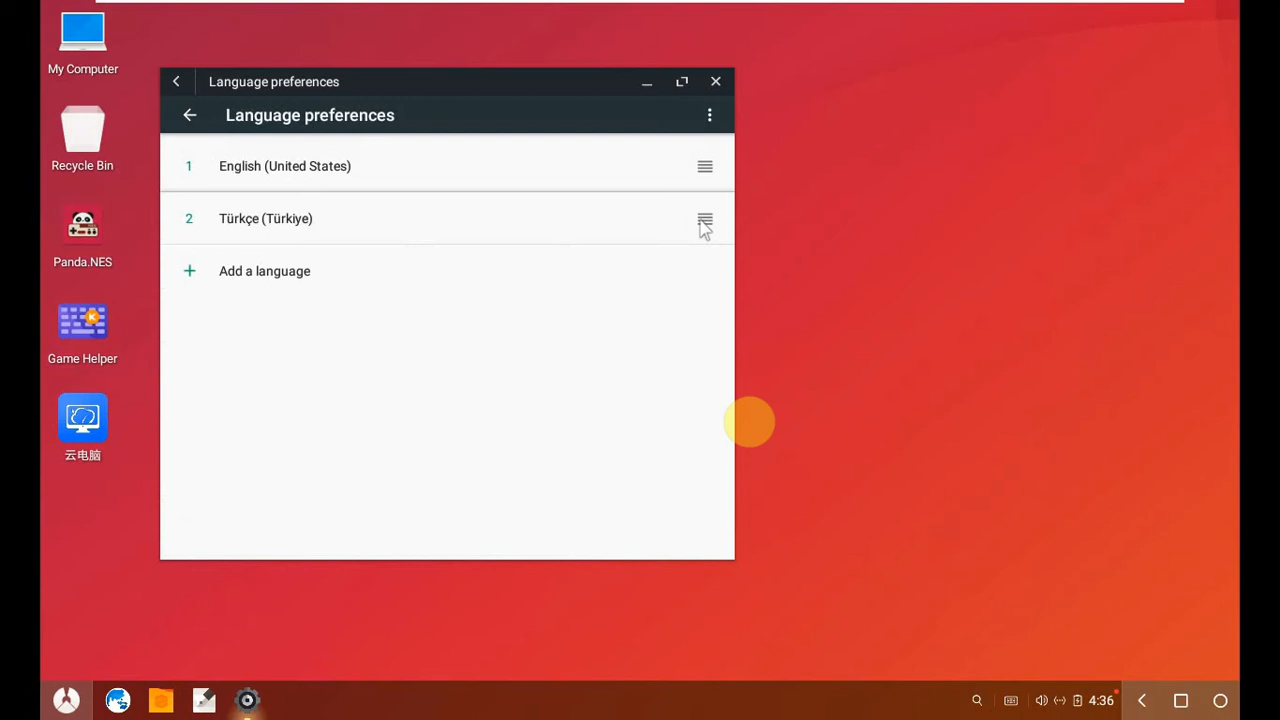 My Computer
Recycle Bin
Panda.NES
Game Helper
云电脑
Language preferences
Language preferences
1 English (United States)
2 Türkçe (Türkiye)
+ Add a language
4:36